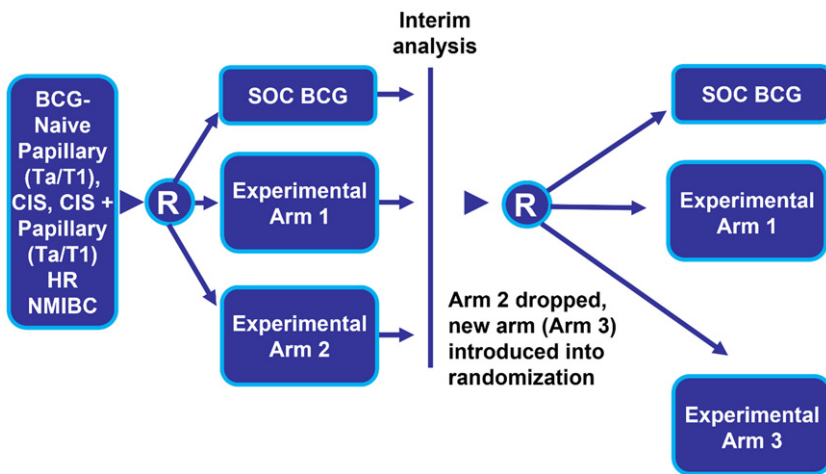 BCG-
Naive
Papillary
(Ta/T1),
CIS, CIS +
Papillary
(Ta/T1)
HR
NMIBC
R
SOC BCG
Experimental
Arm 1
Experimental
Arm 2
Interim
analysis
Arm 2 dropped,
new arm (Arm 3)
introduced into
randomization
R
SOC BCG
Experimental
Arm 1
Experimental
Arm 3